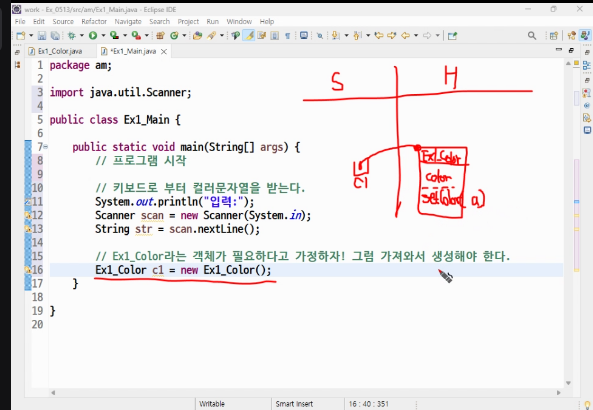 work - Ex_0513/src/am/Ex1_Main.java - Eclipse IDE
File Edit Source Refactor Navigate Search Project Run Window Help
Ex1_Color.java *Ex1_Main.java
1 package am;
2
3 import java.util.Scanner;
4
5 public class Ex1_Main {
6
7 public static void main(String[] args) {
8 // 프로그램 시작
9
10 // 키보드로 부터 컬러문자열을 받는다.
11 System.out.println("입력:");
12 Scanner scan = new Scanner(System.in);
13 String str = scan.nextLine();
14
15 // Ex1_Color라는 객체가 필요하다고 가정하자! 그럼 가져와서 생성해야 한다.
16 Ex1_Color c1 = new Ex1_Color();
17 }
18
19 }
20
S H
Ex1_Color
color
c1
Writable Smart Insert 16 : 40 : 351